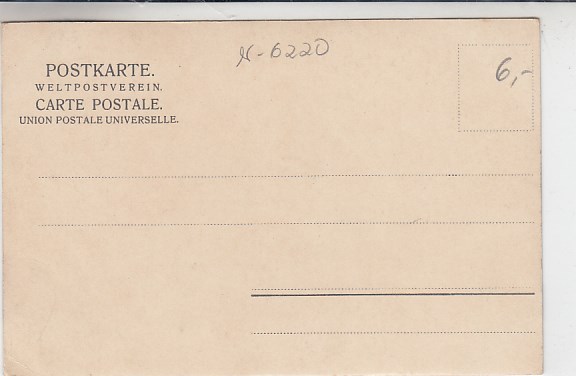 N-6220
6,-
POSTKARTE.
WELTPOSTVEREIN.
CARTE POSTALE.
UNION POSTALE UNIVERSELLE.